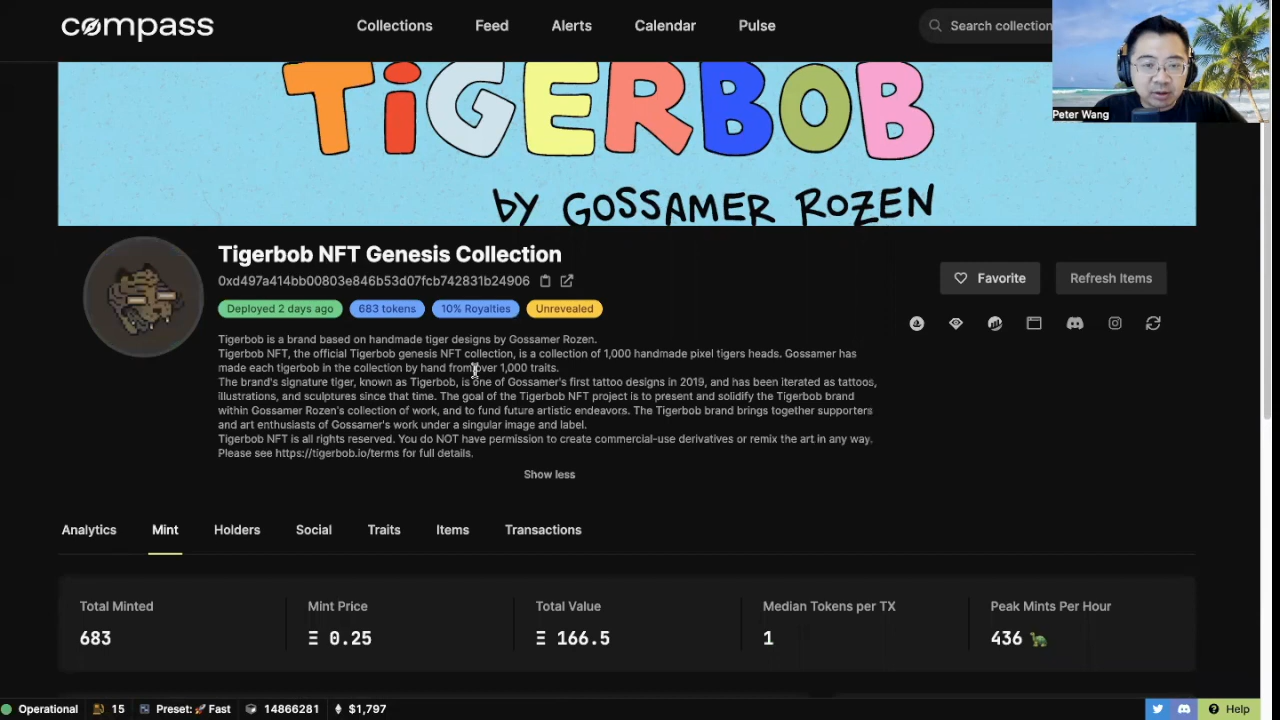 compass
Collections
Feed
Alerts
Calendar
Pulse
Search collection
Peter Wang
TiGERBOB
by GOSSAMER ROZEN
Tigerbob NFT Genesis Collection
0xd497a414bb00803e846b53d07fcb742831b24906
Deployed 2 days ago
683 tokens
10% Royalties
Unrevealed
Favorite
Refresh Items
Tigerbob is a brand based on handmade tiger designs by Gossamer Rozen.
Tigerbob NFT, the official Tigerbob genesis NFT collection, is a collection of 1,000 handmade pixel tigers heads. Gossamer has
made each tigerbob in the collection by hand from over 1,000 traits.
The brand's signature tiger, known as Tigerbob, is one of Gossamer's first tattoo designs in 2019, and has been iterated as tattoos,
illustrations, and sculptures since that time. The goal of the Tigerbob NFT project is to present and solidify the Tigerbob brand
within Gossamer Rozen's collection of work, and to fund future artistic endeavors. The Tigerbob brand brings together supporters
and art enthusiasts of Gossamer's work under a singular image and label.
Tigerbob NFT is all rights reserved. You do NOT have permission to create commercial-use derivatives or remix the art in any way.
Please see https://tigerbob.io/terms for full details.
Show less
Analytics
Mint
Holders
Social
Traits
Items
Transactions
Total Minted
683
Mint Price
Ξ 0.25
Total Value
Ξ 166.5
Median Tokens per TX
1
Peak Mints Per Hour
436
Operational
15
Preset: 🚀 Fast
14866281
$1,797
Help